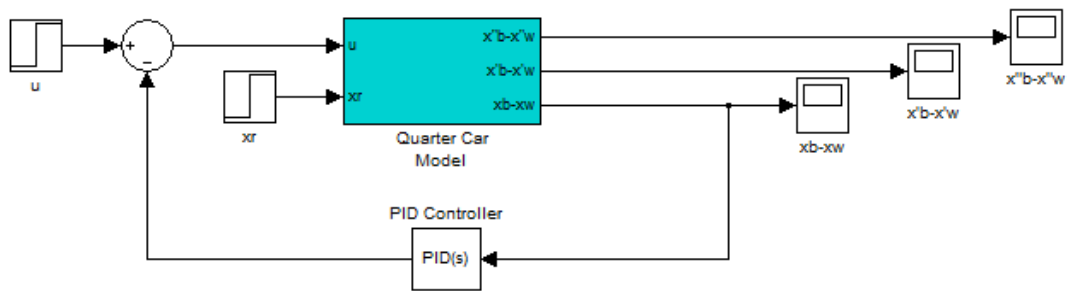 x''b-x''w
u
x'b-x'w
xr
xb-xw
+
−
u
xr
Quarter Car
Model
xb-xw
x'b-x'w
x''b-x''w
PID Controller
PID(s)